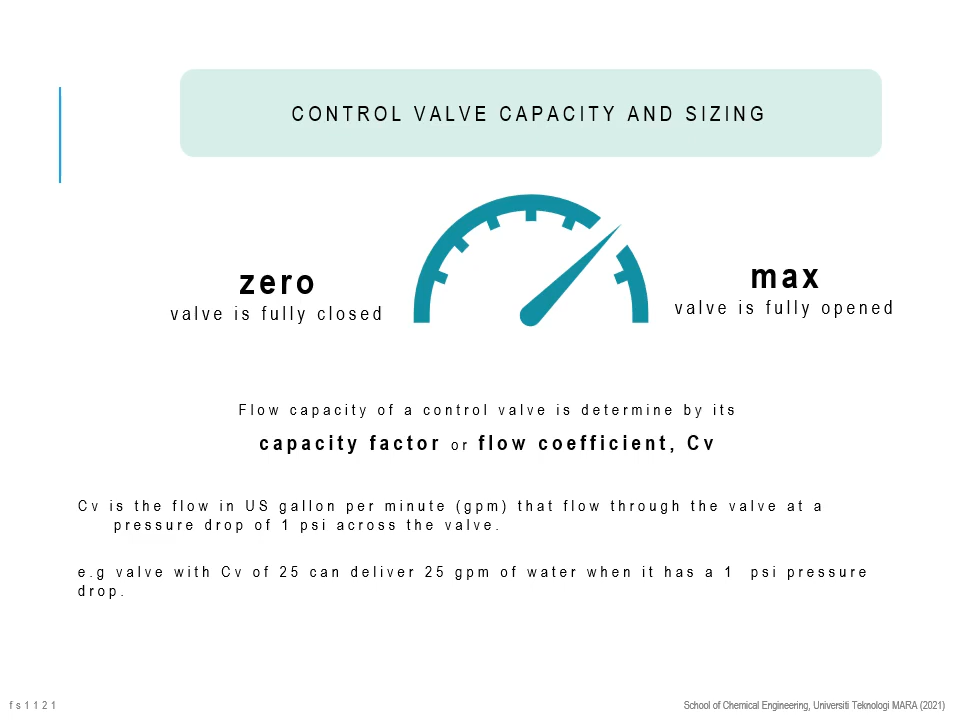 CONTROL VALVE CAPACITY AND SIZING
zero
valve is fully closed
max
valve is fully opened
Flow capacity of a control valve is determine by its
capacity factor or flow coefficient, Cv
Cv is the flow in US gallon per minute (gpm) that flow through the valve at a
pressure drop of 1 psi across the valve.
e.g valve with Cv of 25 can deliver 25 gpm of water when it has a 1 psi pressure
drop.
fs1121
School of Chemical Engineering, Universiti Teknologi MARA (2021)